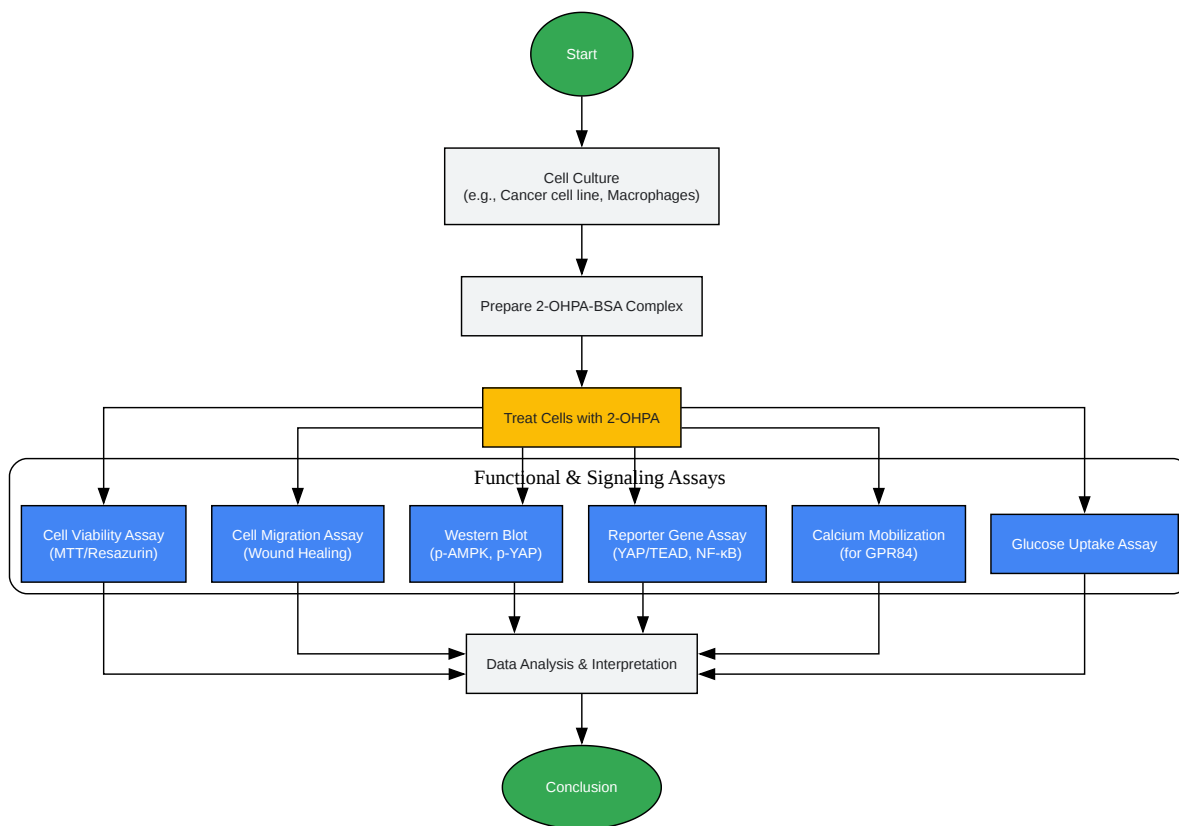 Start
Cell Culture
(e.g., Cancer cell line, Macrophages)
Prepare 2-OHPA-BSA Complex
Treat Cells with 2-OHPA
Functional & Signaling Assays
Cell Viability Assay
(MTT/Resazurin)
Cell Migration Assay
(Wound Healing)
Western Blot
(p-AMPK, p-YAP)
Reporter Gene Assay
(YAP/TEAD, NF-κB)
Calcium Mobilization
(for GPR84)
Glucose Uptake Assay
Data Analysis & Interpretation
Conclusion